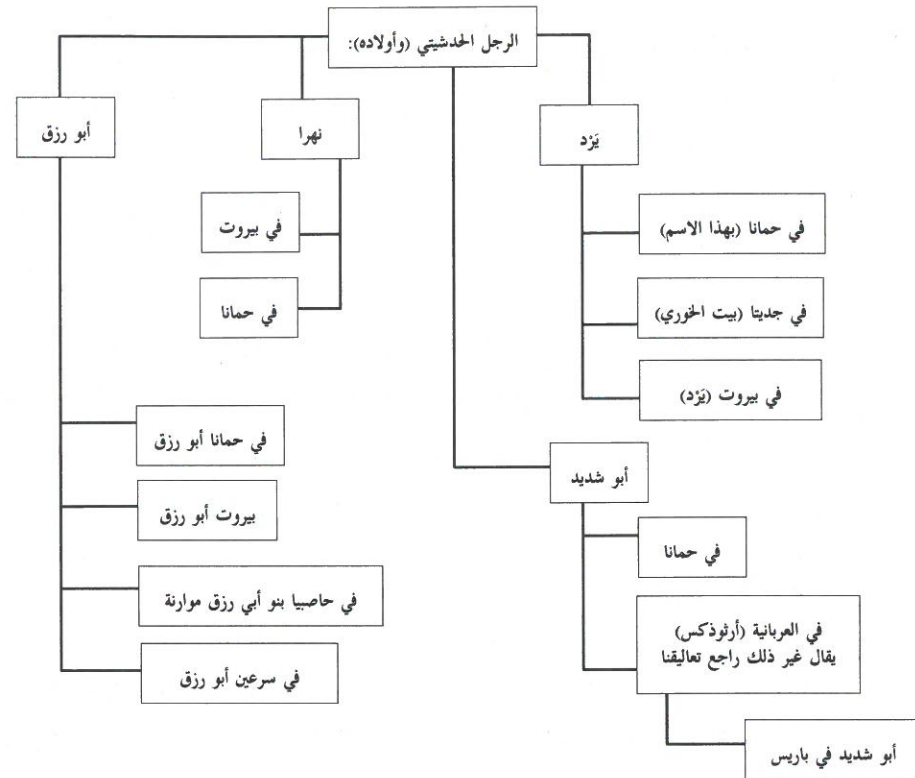 الرجل الحدشيتي (وأولاده):
يَرْد
في حمانا (بهذا الاسم)
في جديتا (بيت الخوري)
في بيروت (يَرْد)
أبو شديد
في حمانا
في العربانية (أرثوذكس)
يقال غير ذلك راجع تعاليقنا
أبو شديد في باريس
نهرا
في بيروت
في حمانا
أبو رزق
في حمانا أبو رزق
بيروت أبو رزق
في حاصبيا بنو أبي رزق موارنة
في سرعين أبو رزق